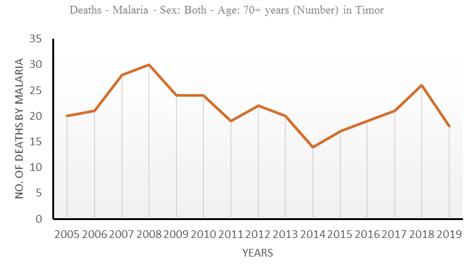 Deaths - Malaria - Sex: Both - Age: 70+ years (Number) in Timor
NO. OF DEATHS BY MALARIA
35
30
25
20
15
10
5
0
2005 2006 2007 2008 2009 2010 2011 2012 2013 2014 2015 2016 2017 2018 2019
YEARS